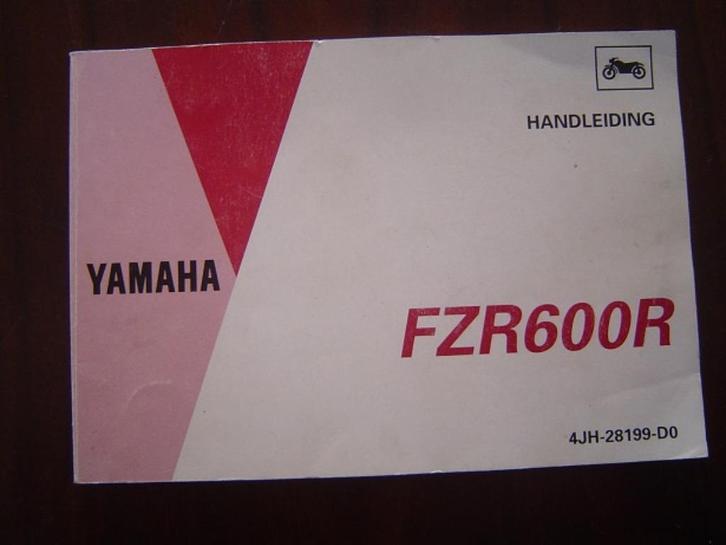 HANDLEIDING
YAMAHA
FZR600R
4JH-28199-D0